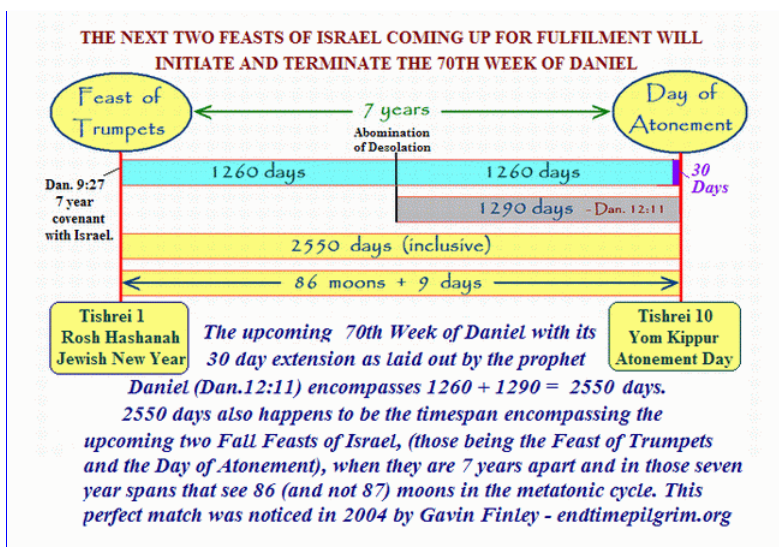 THE NEXT TWO FEASTS OF ISRAEL COMING UP FOR FULFILMENT WILL
INITIATE AND TERMINATE THE 70TH WEEK OF DANIEL
Feast of
Trumpets
7 years
Day of
Atonement
Abomination
of Desolation
1260 days
1260 days
30
Days
Dan. 9:27
7 year
covenant
with Israel.
1290 days - Dan. 12:11
2550 days (inclusive)
86 moons + 9 days
Tishrei 1
Rosh Hashanah
Jewish New Year
Tishrei 10
Yom Kippur
Atonement Day
The upcoming 70th Week of Daniel with its
30 day extension as laid out by the prophet
Daniel (Dan.12:11) encompasses 1260 + 1290 = 2550 days.
2550 days also happens to be the timespan encompassing the
upcoming two Fall Feasts of Israel, (those being the Feast of Trumpets
and the Day of Atonement), when they are 7 years apart and in those seven
year spans that see 86 (and not 87) moons in the metatonic cycle. This
perfect match was noticed in 2004 by Gavin Finley - endtimepilgrim.org